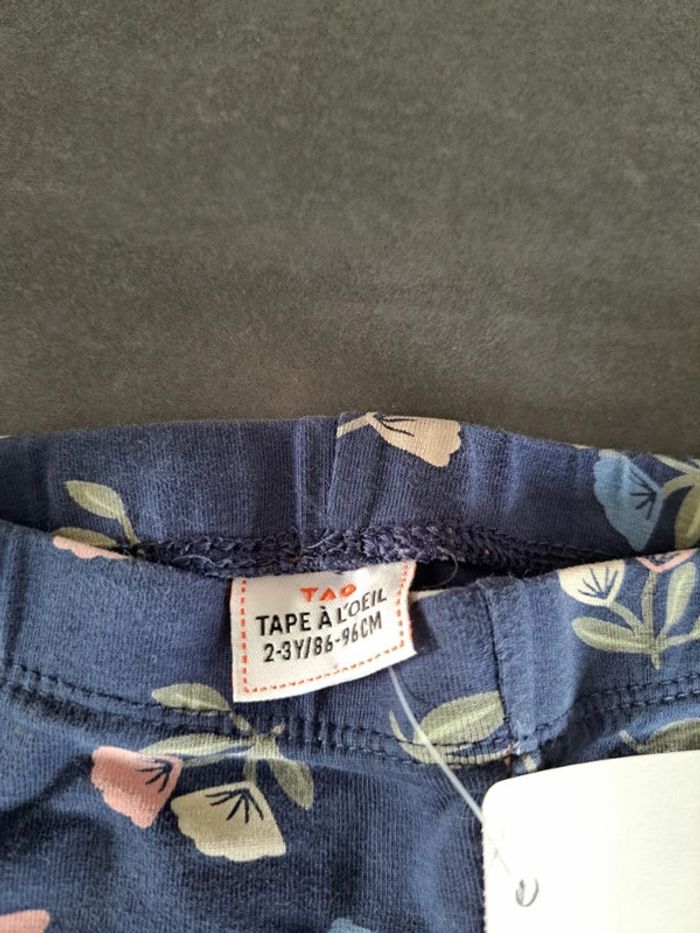 TAO
TAPE À L'OEIL
2-3Y/86-96CM